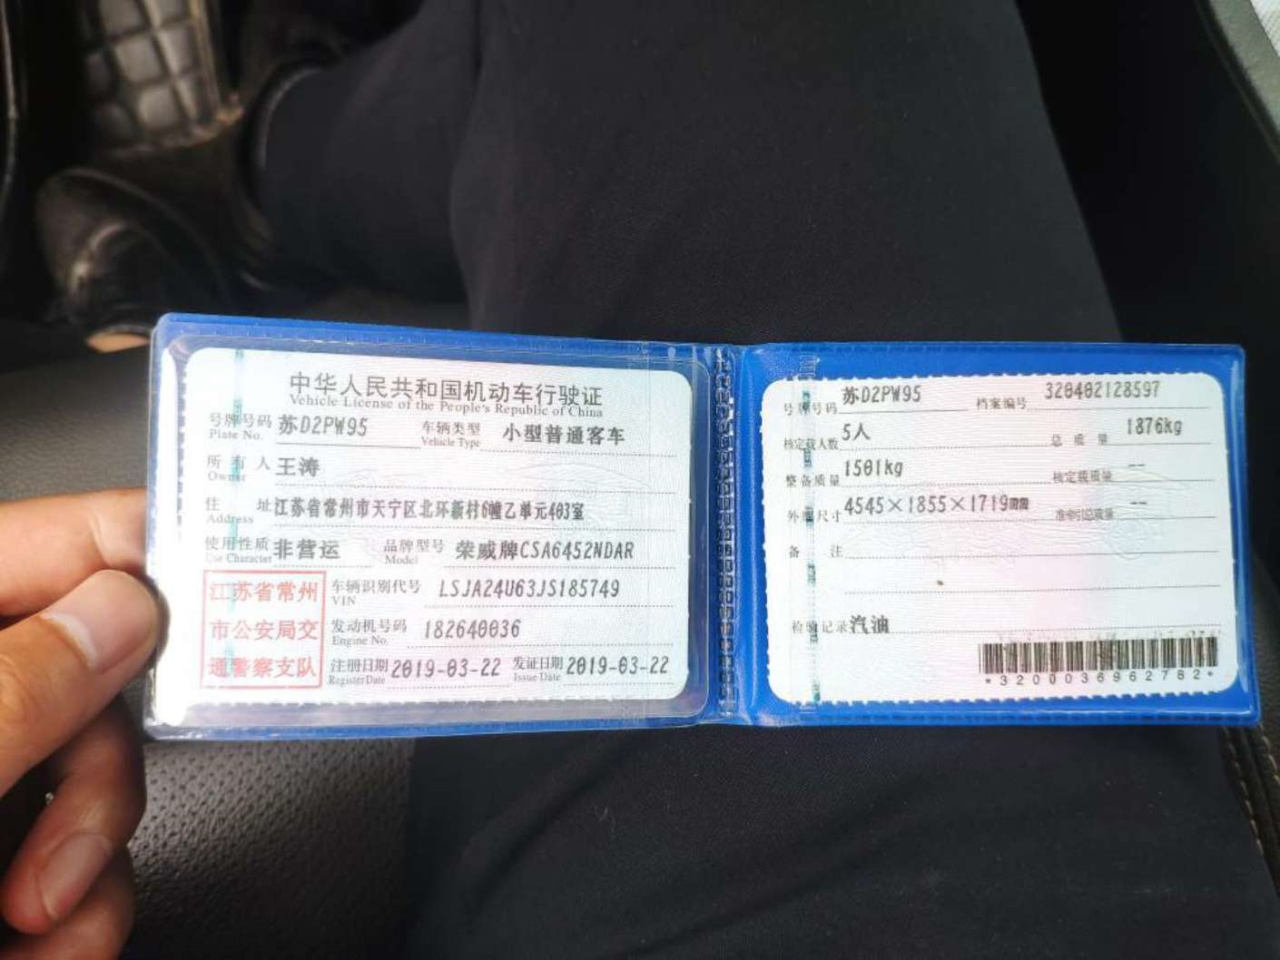 中华人民共和国机动车行驶证
Vehicle License of the People's Republic of China
号牌号码 苏D2PW95 车辆类型 小型普通客车
Plate No. Vehicle Type
所有人 王涛
Owner
住址 江苏省常州市天宁区北环新村6幢乙单元403室
Address
使用性质 非营运 品牌型号 荣威牌CSA6452NDAR
Use Character Model
江苏省常州
市公安局交
通警察支队
车辆识别代号 LSJA24U63JS185749
VIN
发动机号码 182640036
Engine No.
注册日期 2019-03-22 发证日期 2019-03-22
Register Date Issue Date
号牌号码 苏D2PW95 档案编号 320402128597
核定载人数 5人 总质量 1876kg
整备质量 1501kg 核定载质量 --
外廓尺寸 4545×1855×1719mm 准牵引总质量 --
备注
检验记录 汽油
*3200036962782*